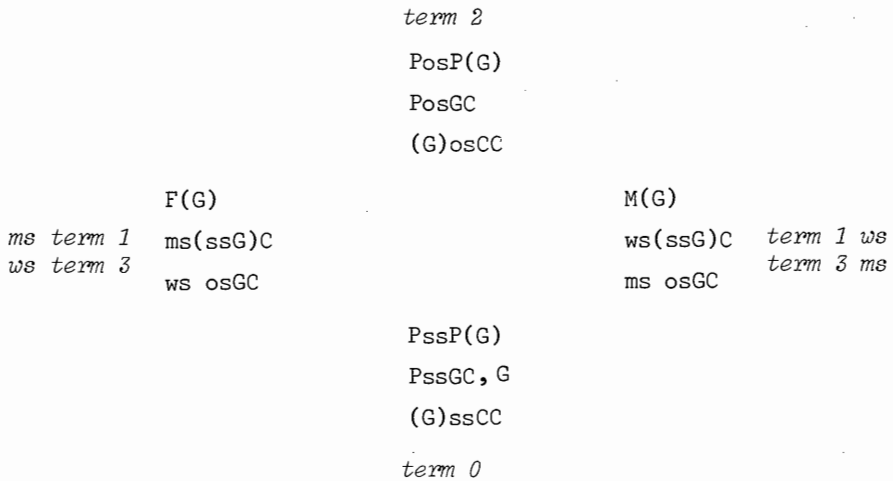 term 2
PosP(G)
PosGC
(G)osCC
F(G)
ms term 1 ms(ssG)C
ws term 3
ws osGC
M(G)
ws(ssG)C term 1 ws
term 3 ms
ms osGC
PssP(G)
PssGC, G
(G)ssCC
term 0